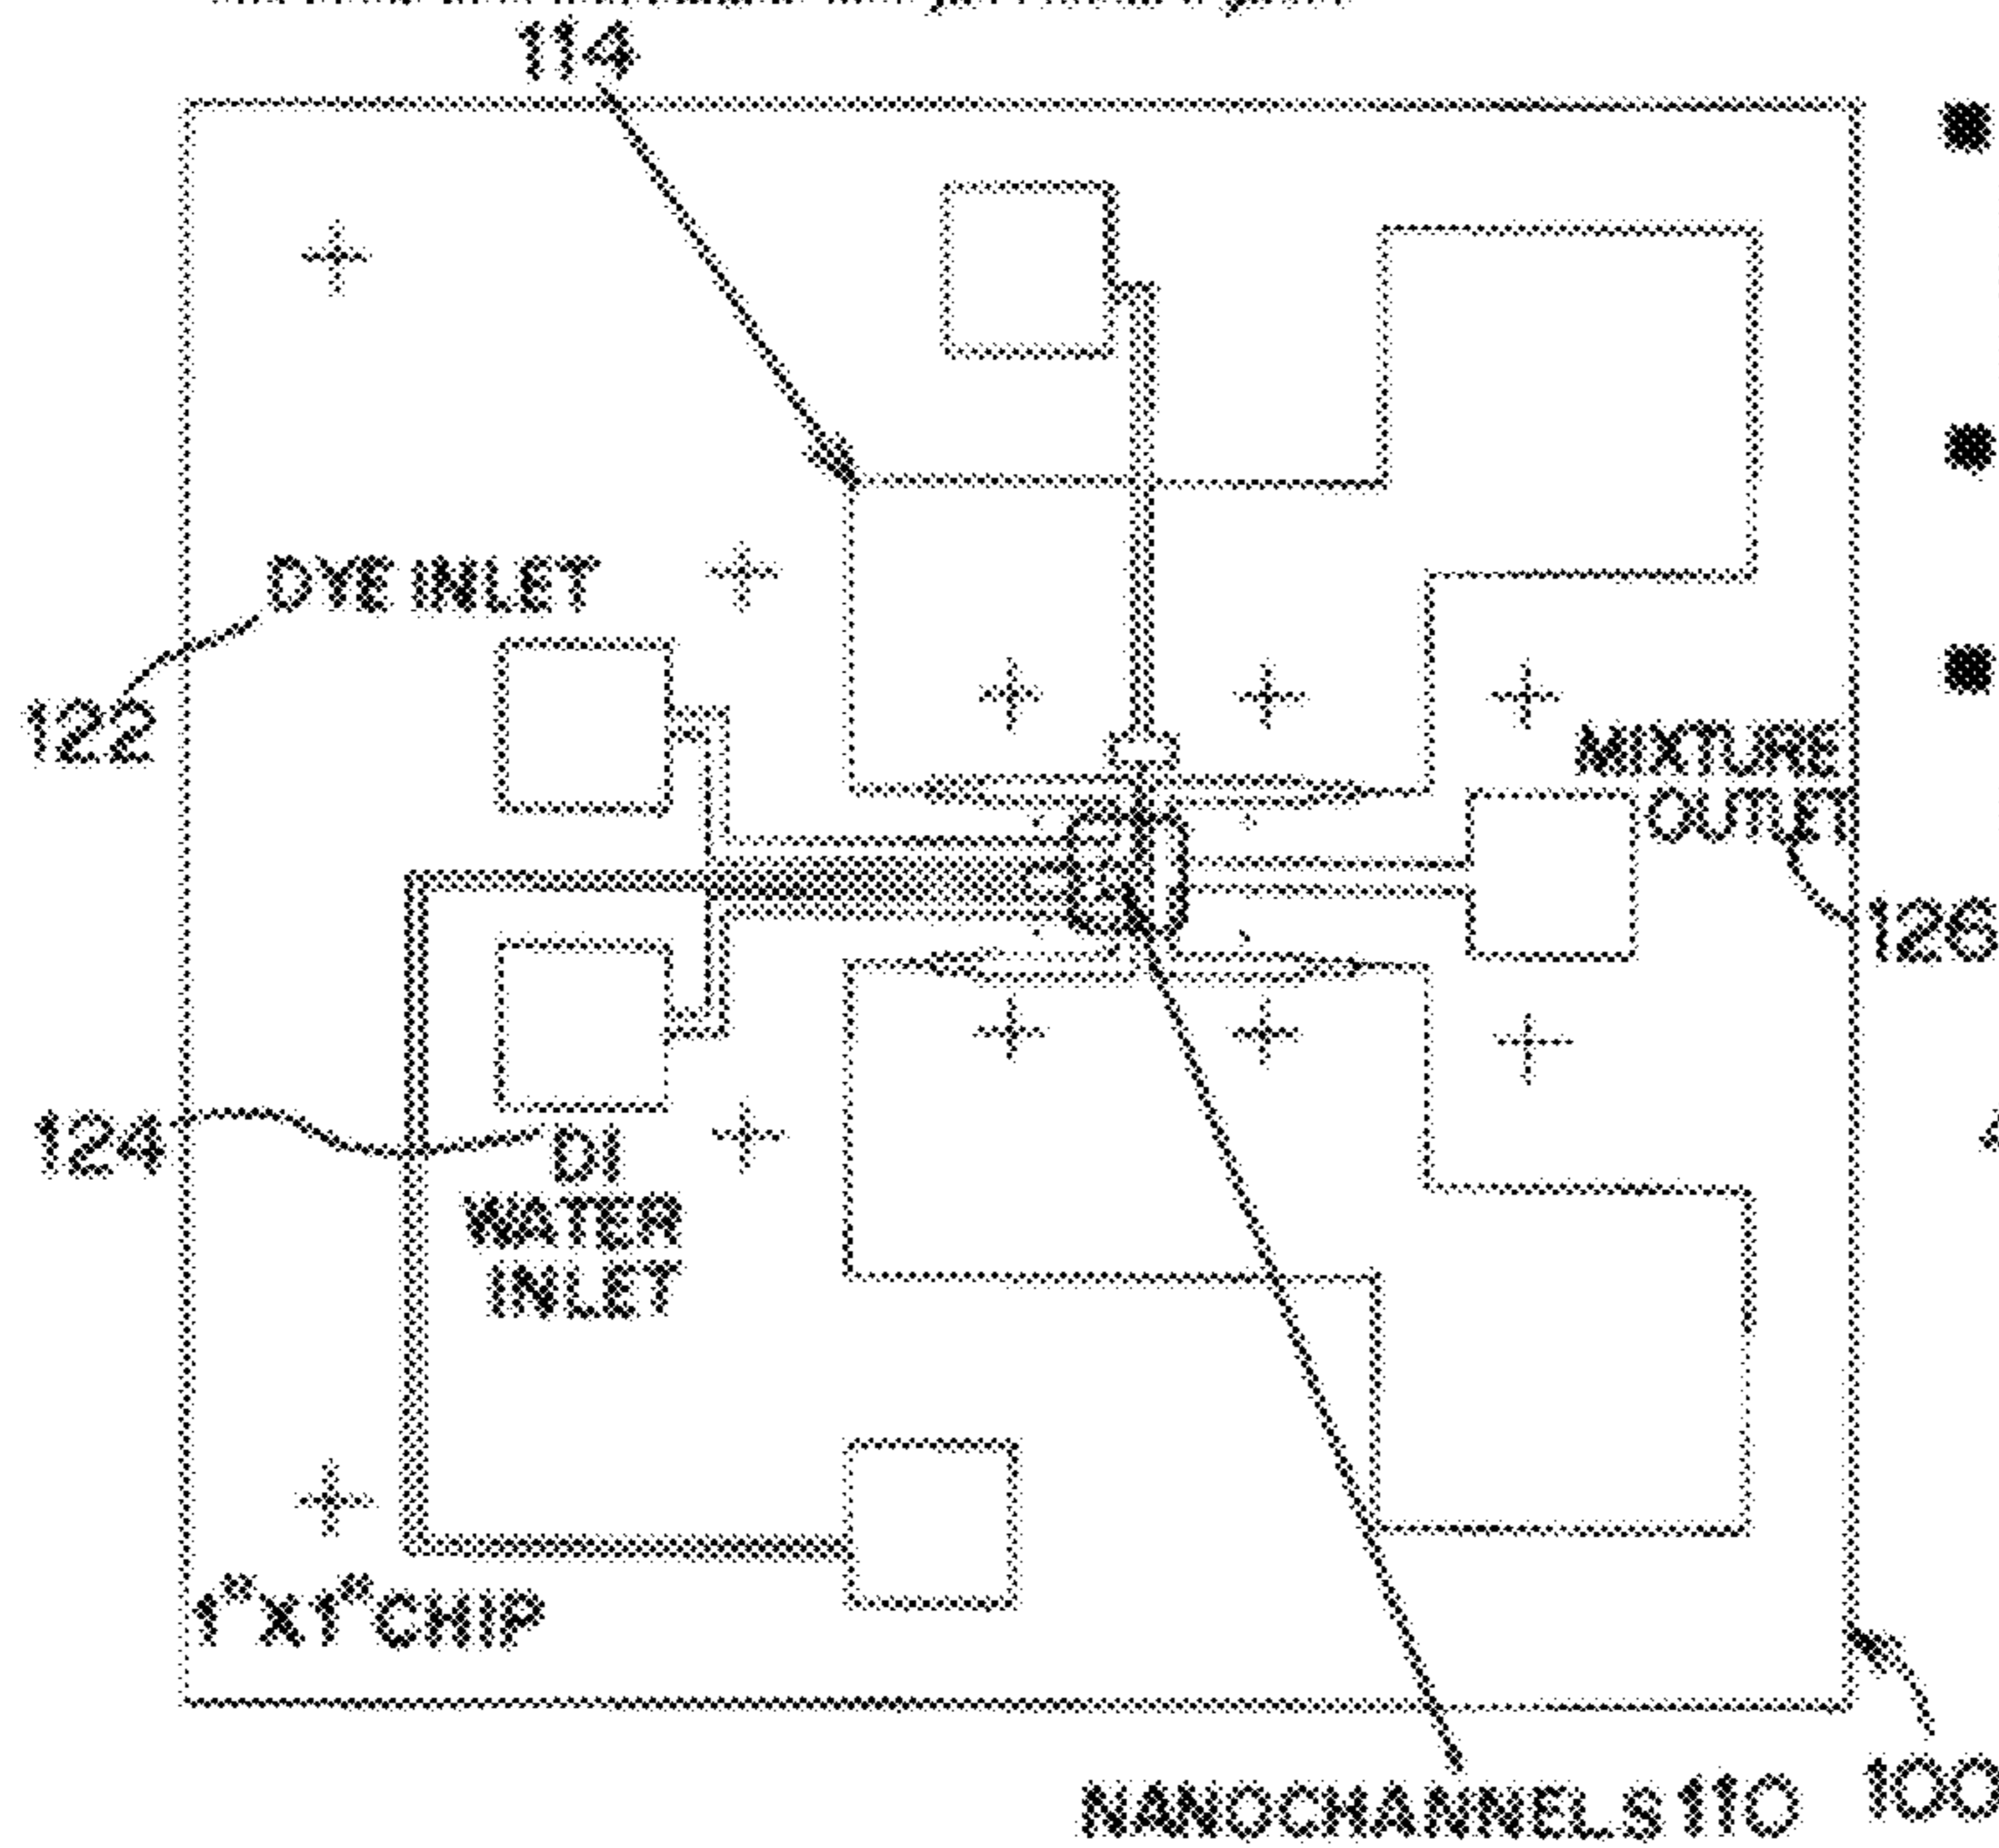 114
DYE INLET
122
MIXTURE
OUTLET
126
124
DI
WATER
INLET
1"X1"CHIP
NANOCHANNELS 110
100